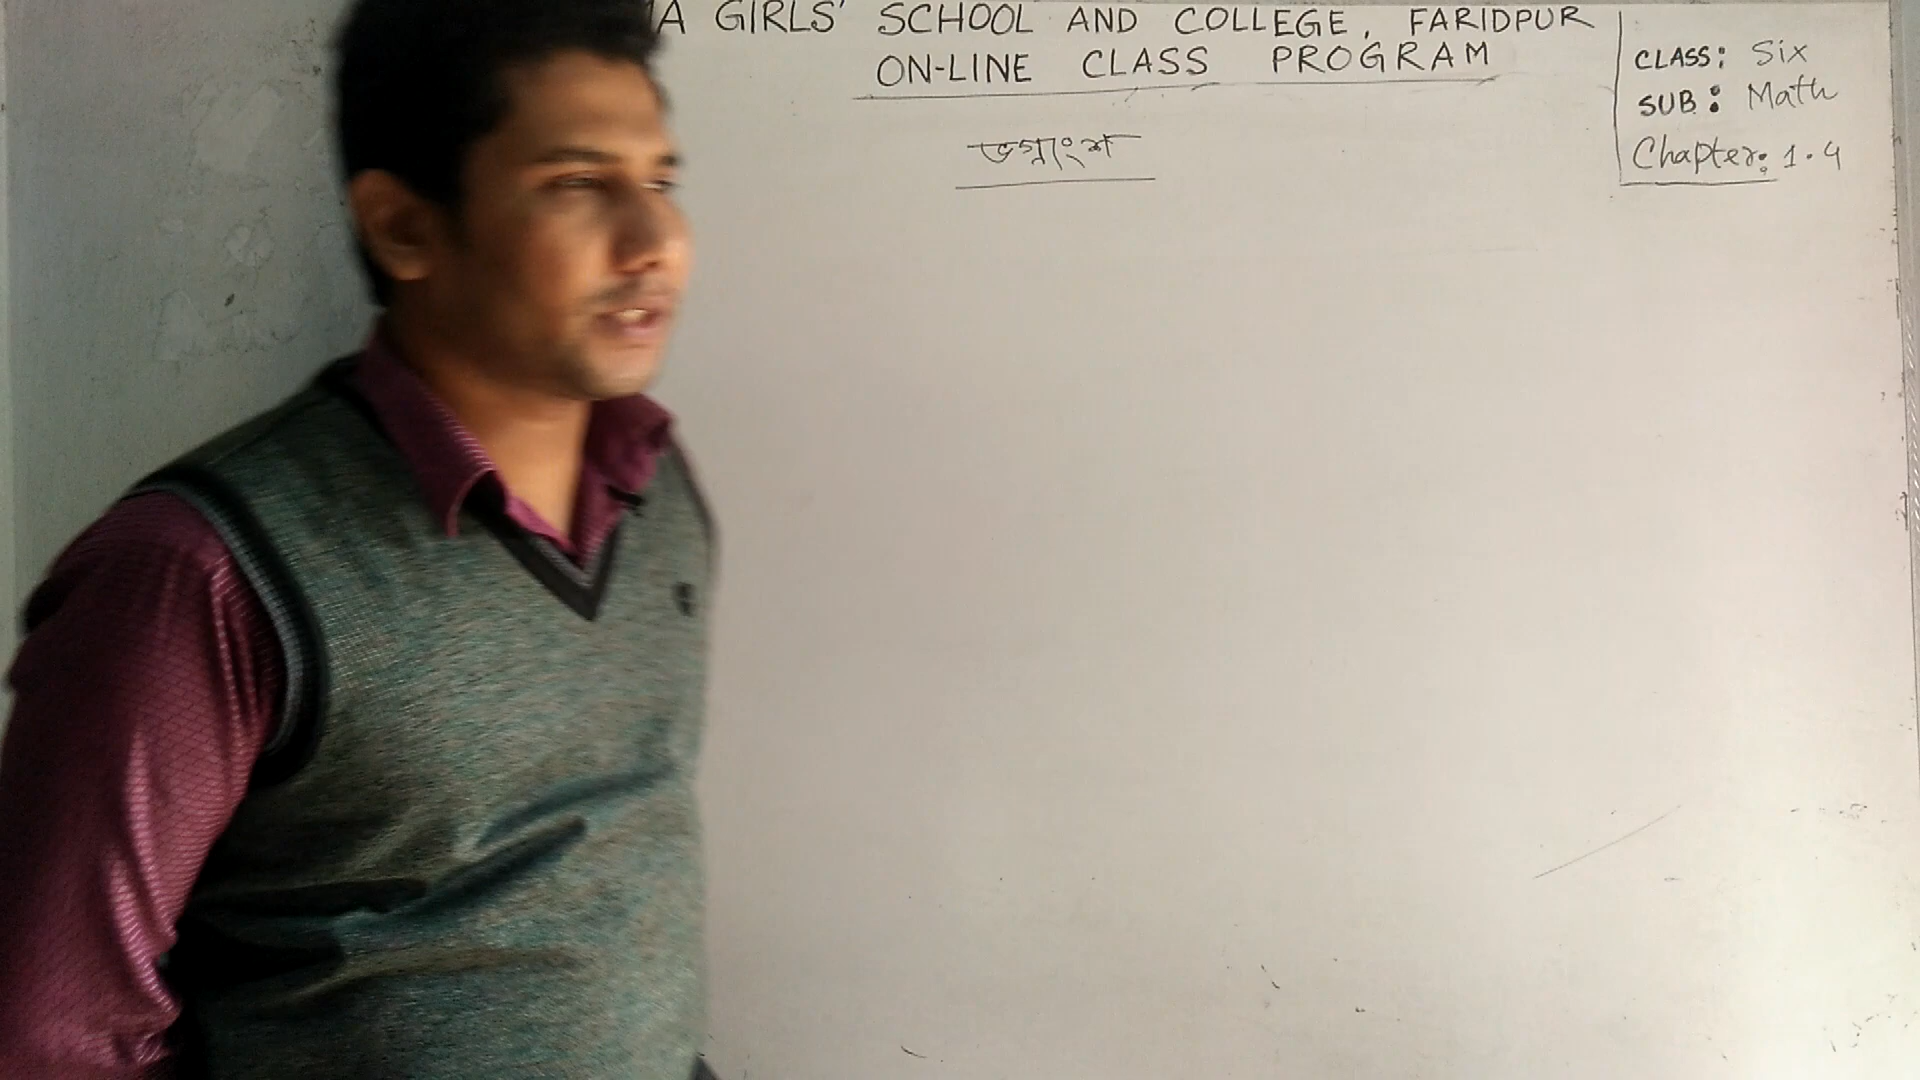 GIRLS' SCHOOL AND COLLEGE, FARIDPUR
ON-LINE CLASS PROGRAM
ভগ্নাংশ
CLASS: Six
SUB: Math
Chapter: 1.4